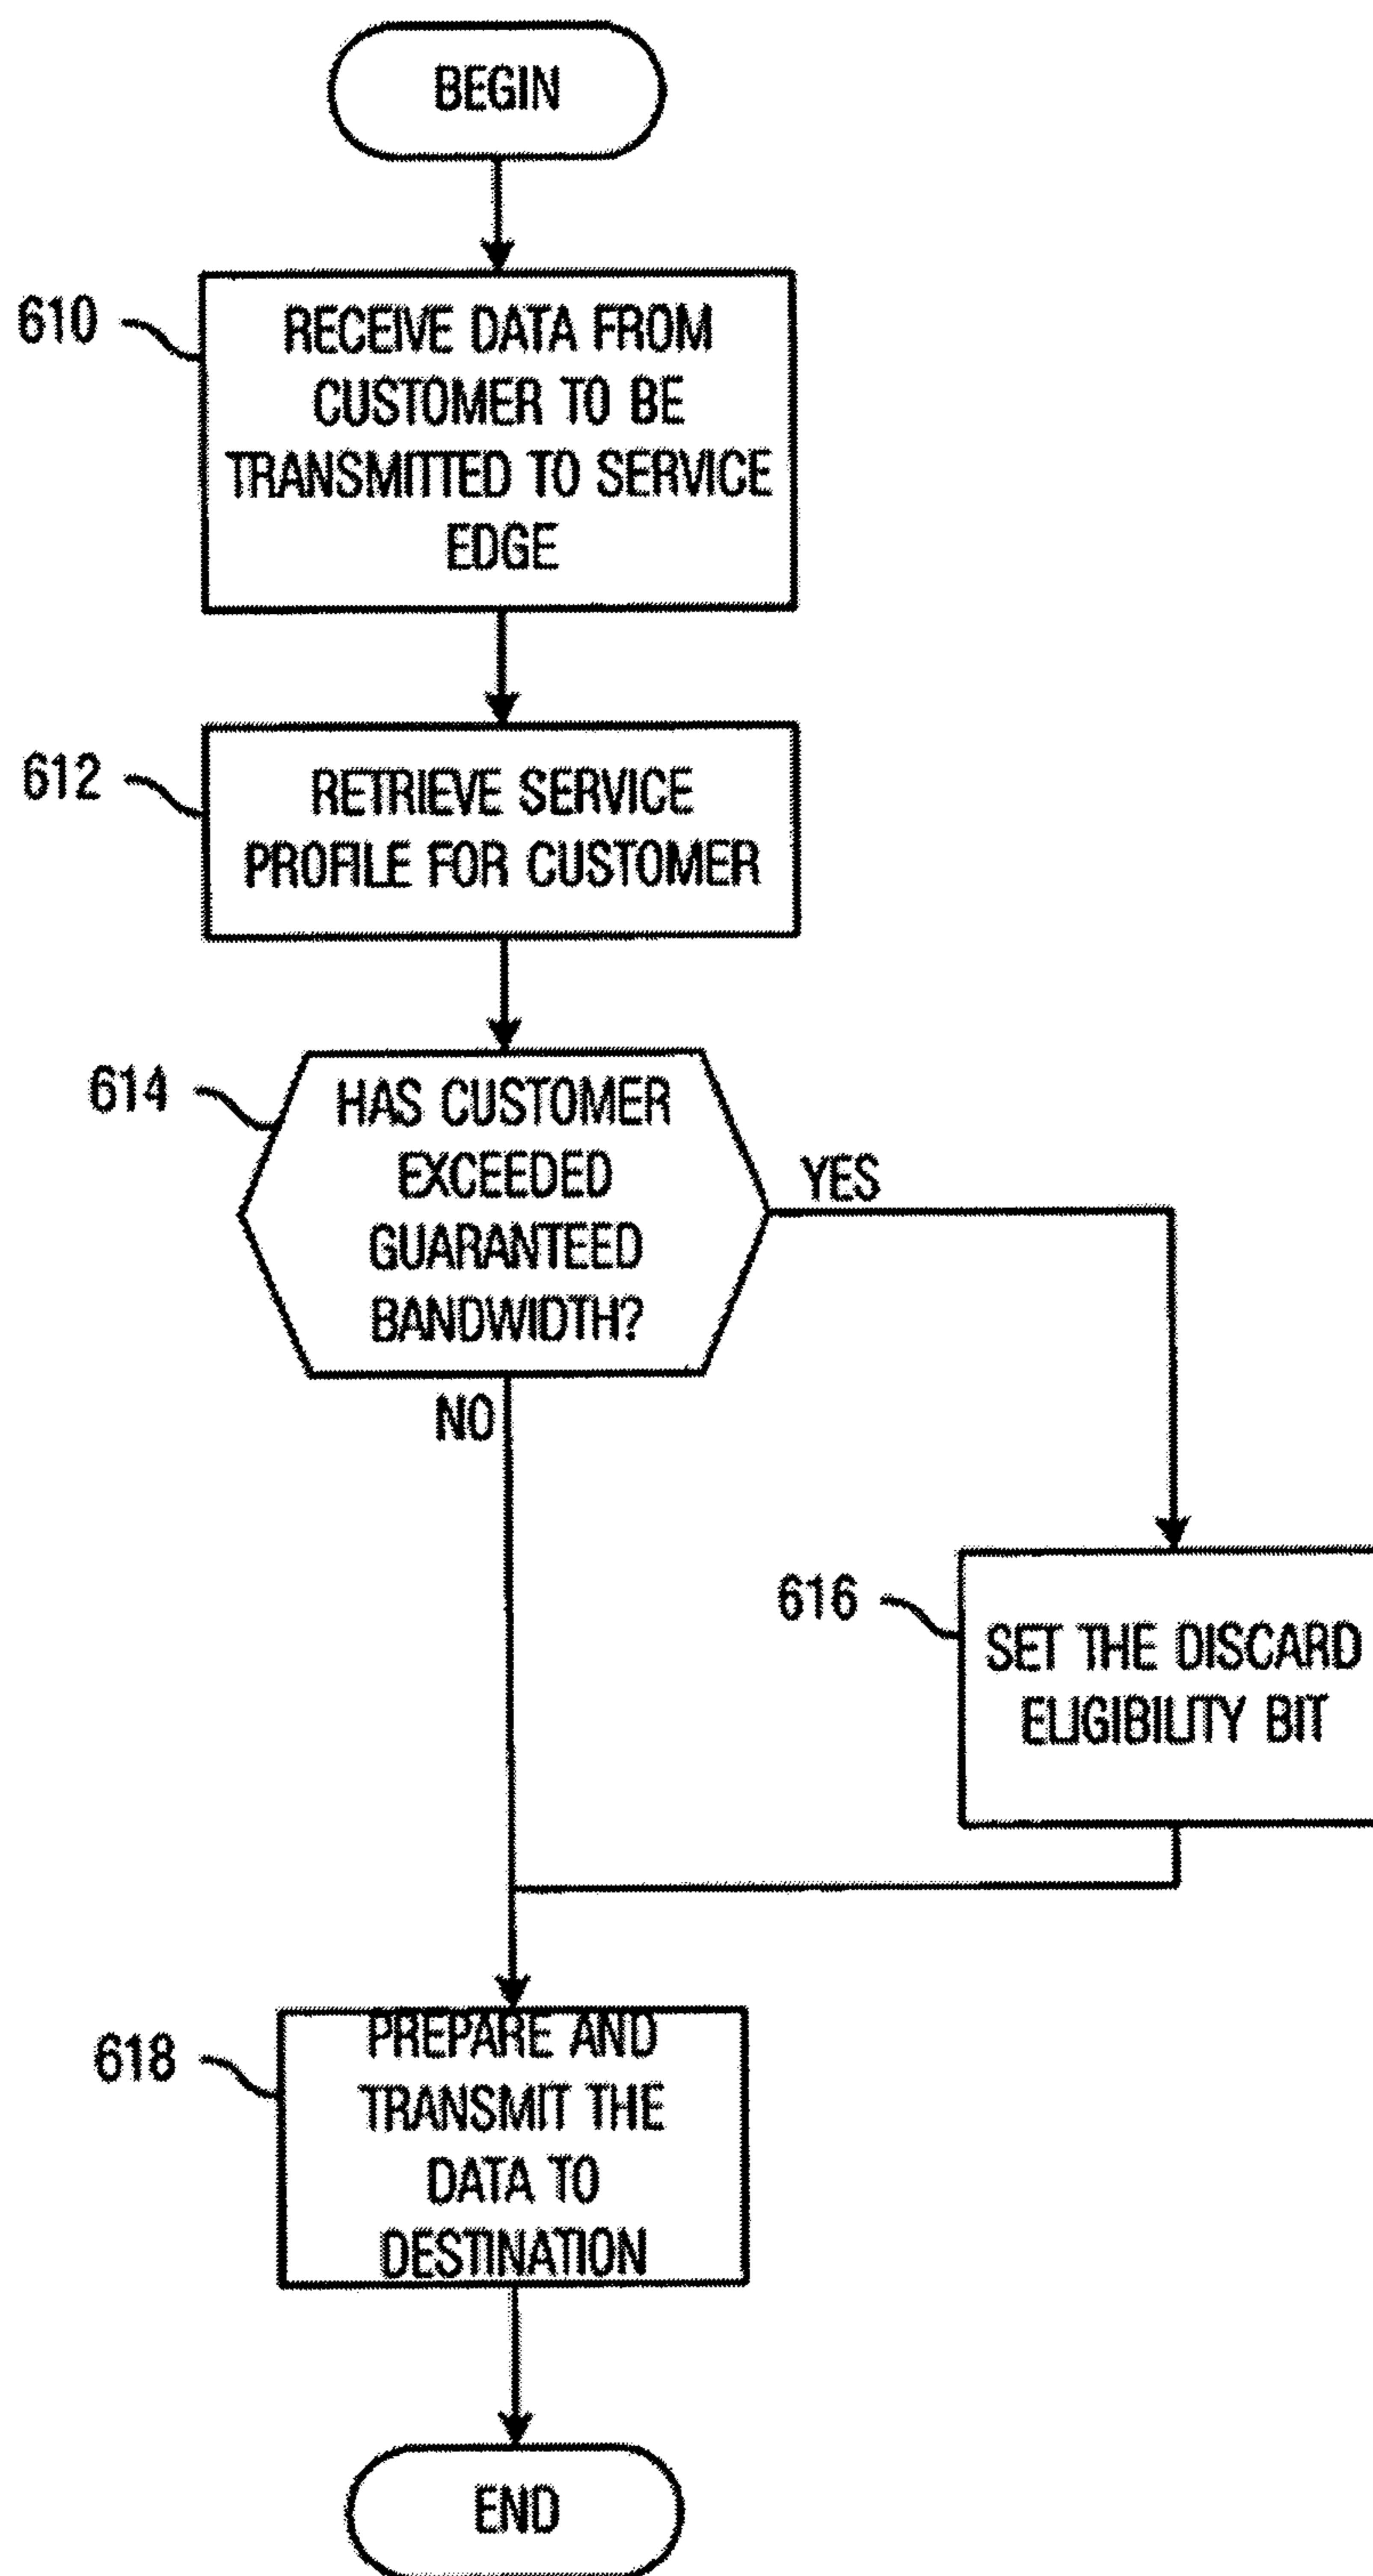 BEGIN
610
RECEIVE DATA FROM
CUSTOMER TO BE
TRANSMITTED TO SERVICE
EDGE
612
RETRIEVE SERVICE
PROFILE FOR CUSTOMER
614
HAS CUSTOMER
EXCEEDED
GUARANTEED
BANDWIDTH?
YES
NO
616
SET THE DISCARD
ELIGIBILITY BIT
618
PREPARE AND
TRANSMIT THE
DATA TO
DESTINATION
END